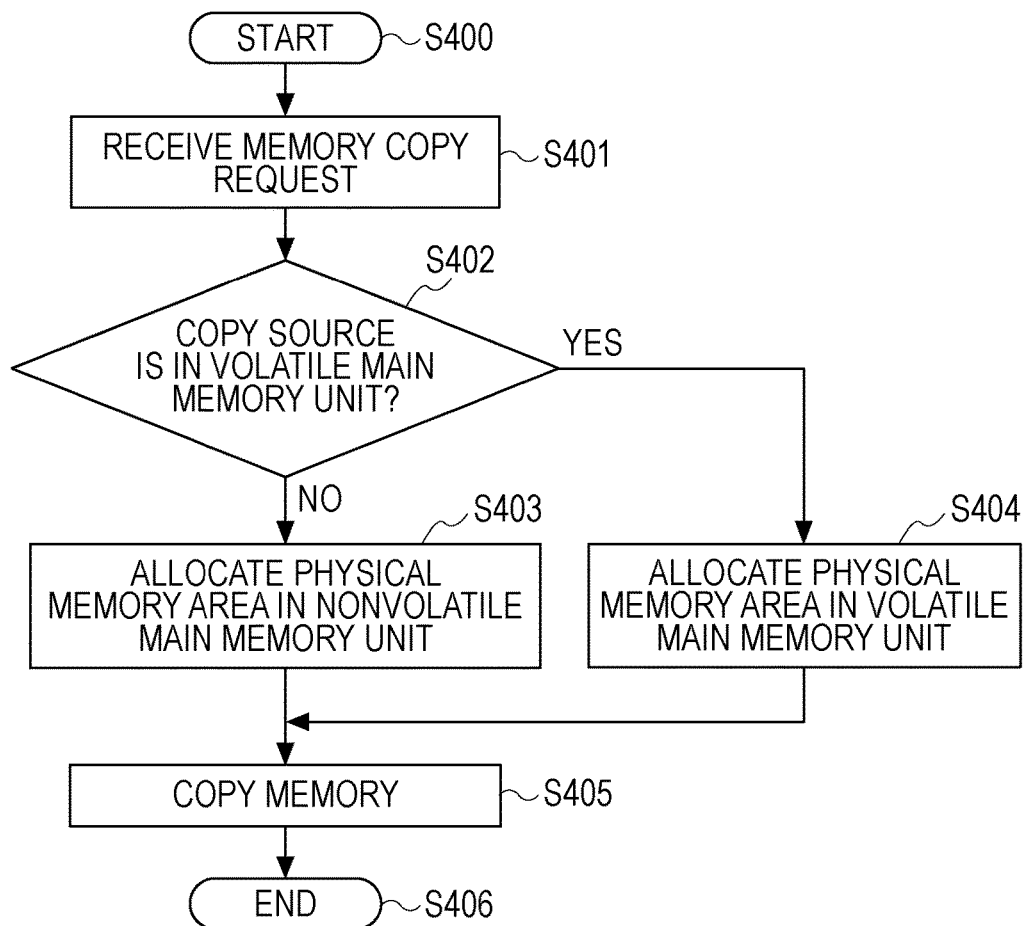 START
S400
RECEIVE MEMORY COPY
REQUEST
S401
S402
COPY SOURCE
IS IN VOLATILE MAIN
MEMORY UNIT?
YES
NO
S403
ALLOCATE PHYSICAL
MEMORY AREA IN NONVOLATILE
MAIN MEMORY UNIT
S404
ALLOCATE PHYSICAL
MEMORY AREA IN VOLATILE
MAIN MEMORY UNIT
COPY MEMORY
S405
END
S406